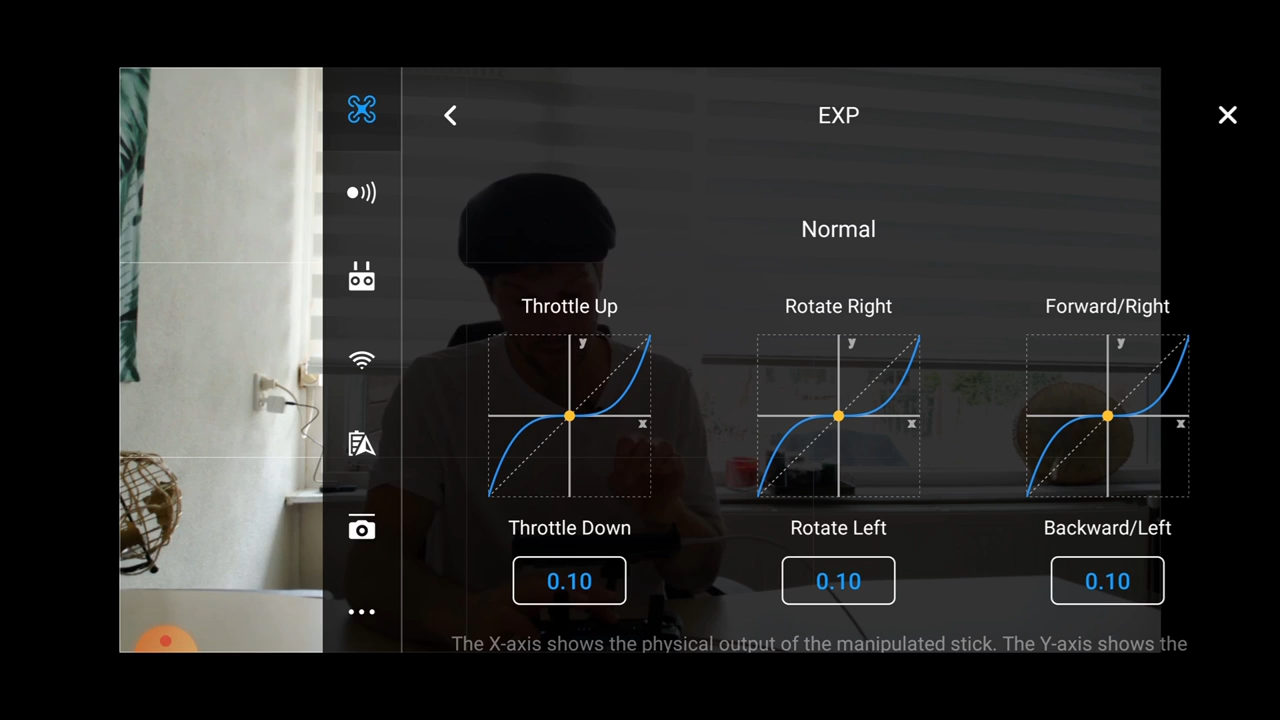 EXP
Normal
Throttle Up
Rotate Right
Forward/Right
y
y
y
x
x
x
Throttle Down
Rotate Left
Backward/Left
0.10
0.10
0.10
The X-axis shows the physical output of the manipulated stick. The Y-axis shows the